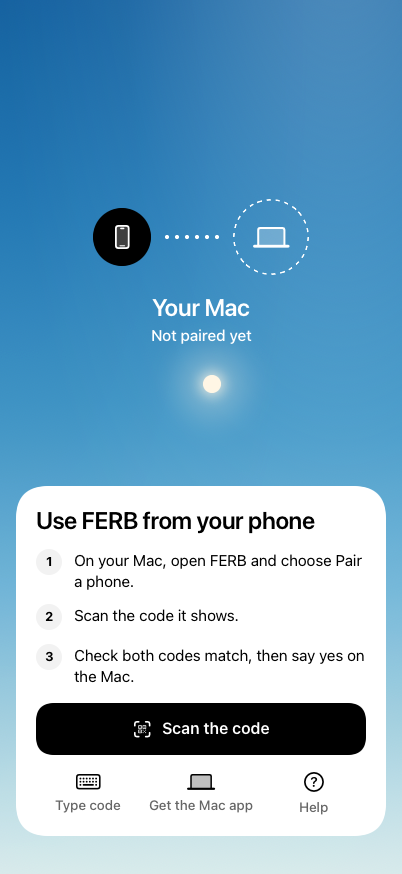 Your Mac
Not paired yet
Use FERB from your phone
1 On your Mac, open FERB and choose Pair
a phone.
2 Scan the code it shows.
3 Check both codes match, then say yes on
the Mac.
Scan the code
Type code Get the Mac app Help